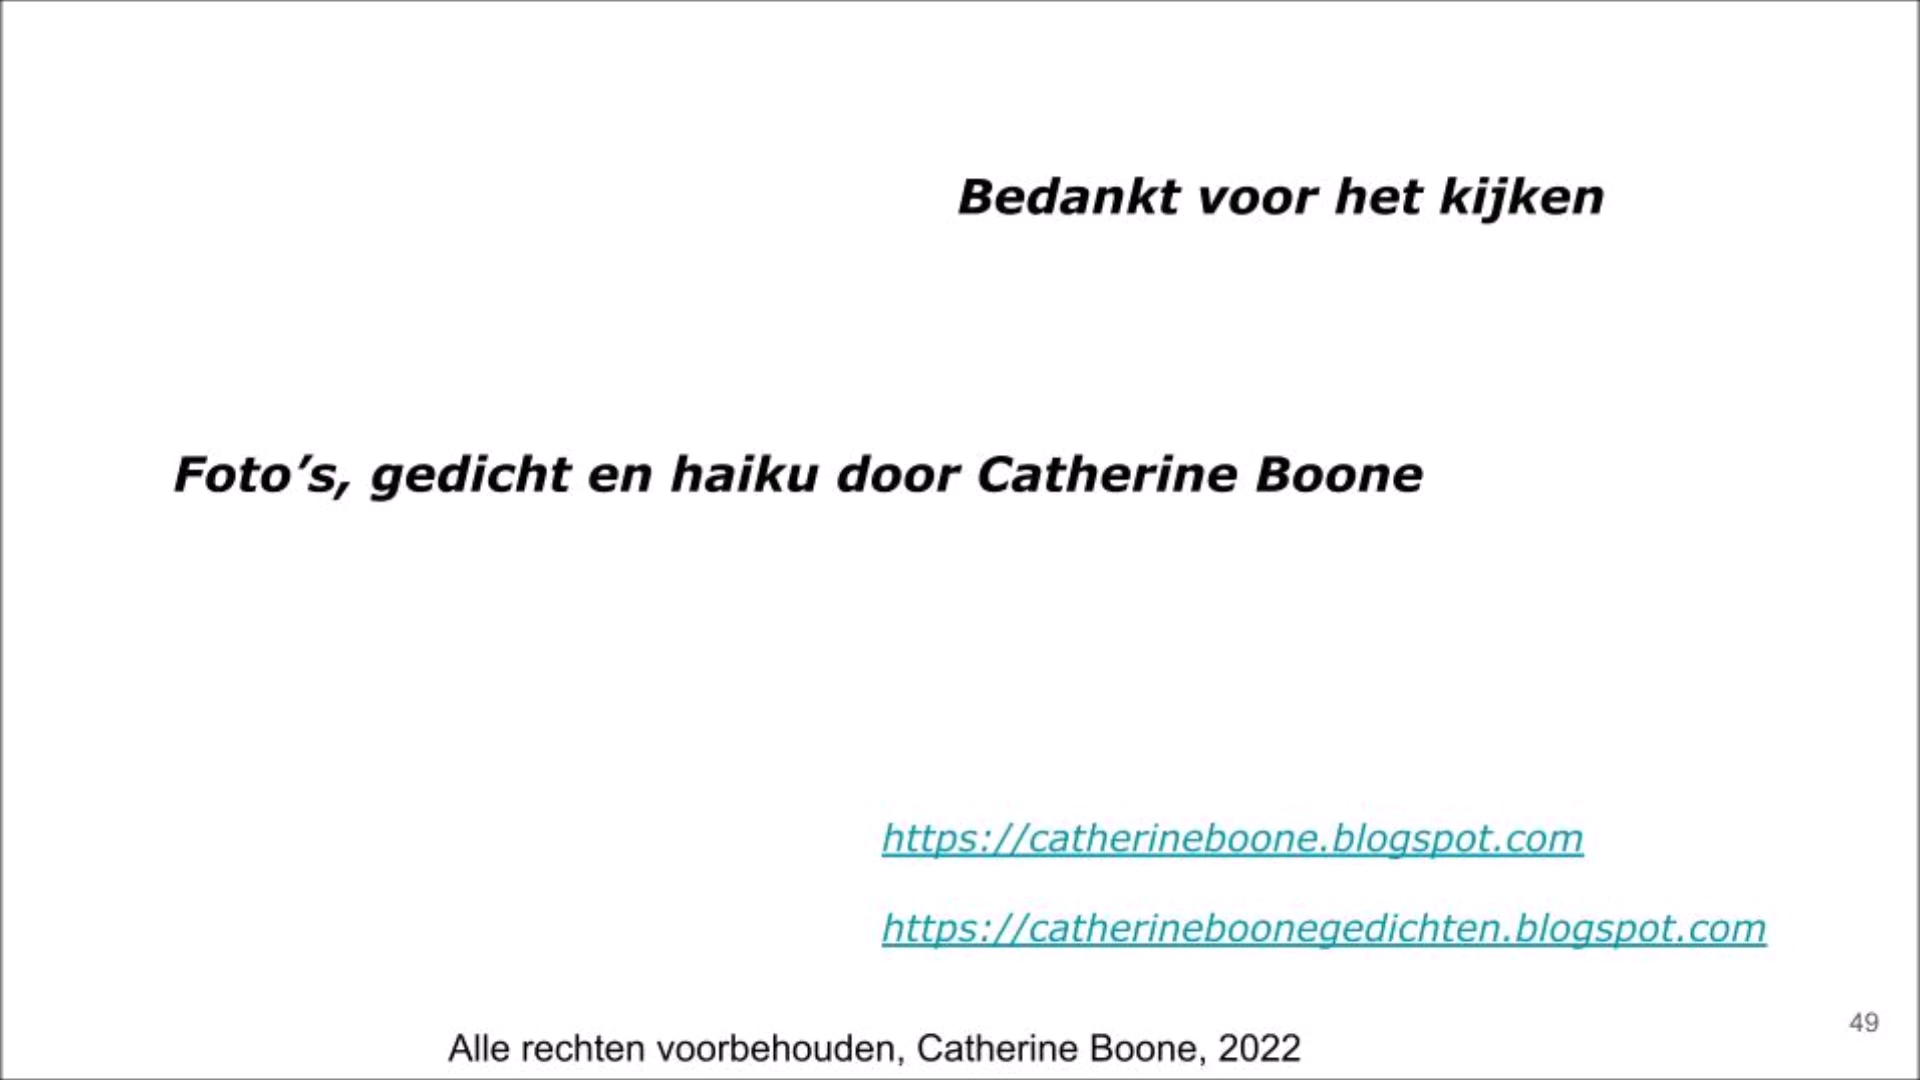 Bedankt voor het kijken
Foto’s, gedicht en haiku door Catherine Boone
https://catherineboone.blogspot.com
https://catherineboonegedichten.blogspot.com
49
Alle rechten voorbehouden, Catherine Boone, 2022